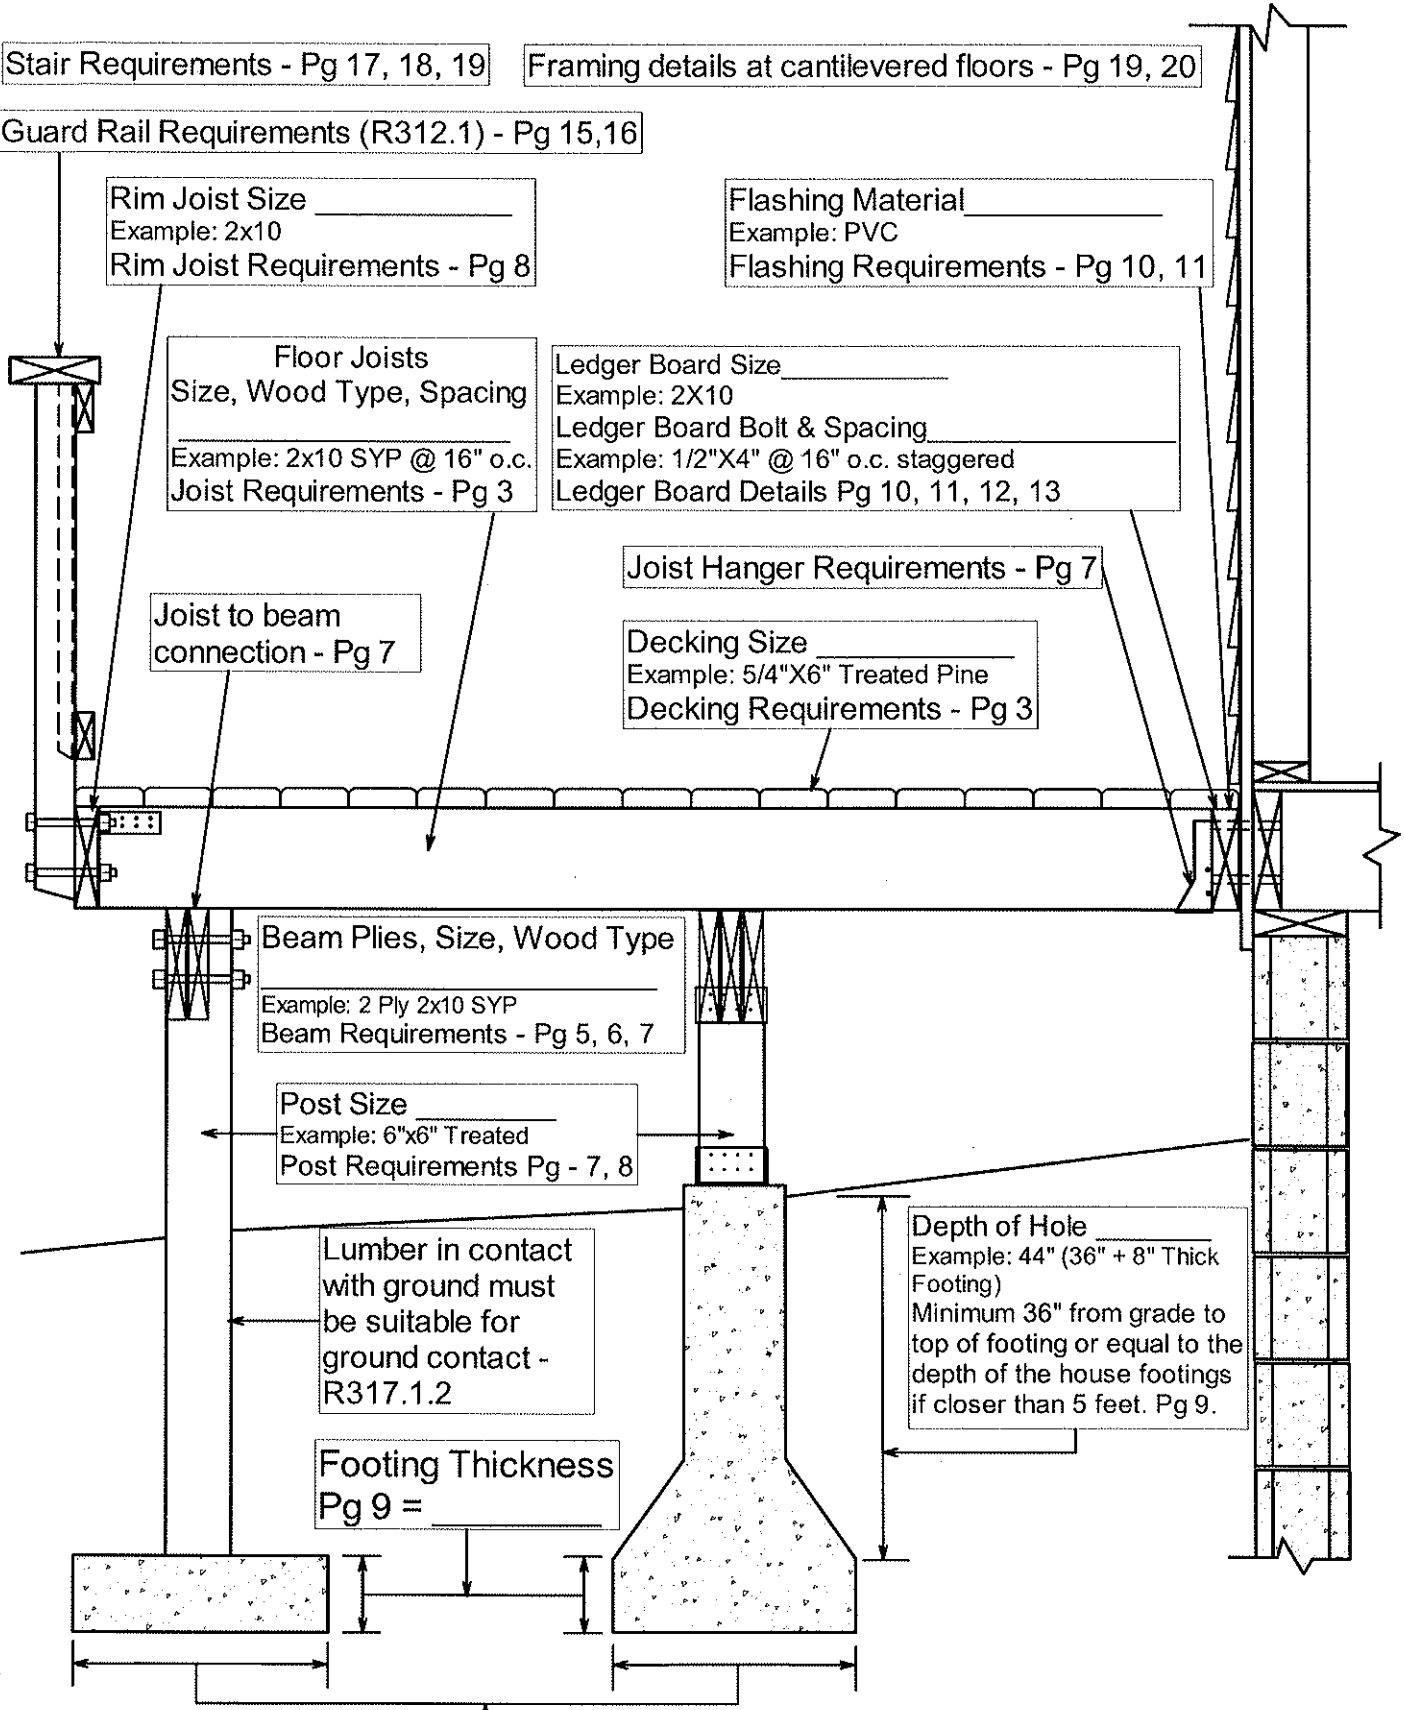 Stair Requirements - Pg 17, 18, 19
Framing details at cantilevered floors - Pg 19, 20
Guard Rail Requirements (R312.1) - Pg 15,16
Rim Joist Size
Example: 2x10
Rim Joist Requirements - Pg 8
Flashing Material
Example: PVC
Flashing Requirements - Pg 10, 11
Floor Joists
Size, Wood Type, Spacing
Example: 2x10 SYP @ 16" o.c.
Joist Requirements - Pg 3
Ledger Board Size
Example: 2X10
Ledger Board Bolt & Spacing
Example: 1/2"X4" @ 16" o.c. staggered
Ledger Board Details Pg 10, 11, 12, 13
Joist Hanger Requirements - Pg 7
Joist to beam
connection - Pg 7
Decking Size
Example: 5/4"X6" Treated Pine
Decking Requirements - Pg 3
Beam Plies, Size, Wood Type
Example: 2 Ply 2x10 SYP
Beam Requirements - Pg 5, 6, 7
Post Size
Example: 6"x6" Treated
Post Requirements Pg - 7, 8
Lumber in contact
with ground must
be suitable for
ground contact -
R317.1.2
Depth of Hole
Example: 44" (36" + 8" Thick
Footing)
Minimum 36" from grade to
top of footing or equal to the
depth of the house footings
if closer than 5 feet. Pg 9.
Footing Thickness
Pg 9 =